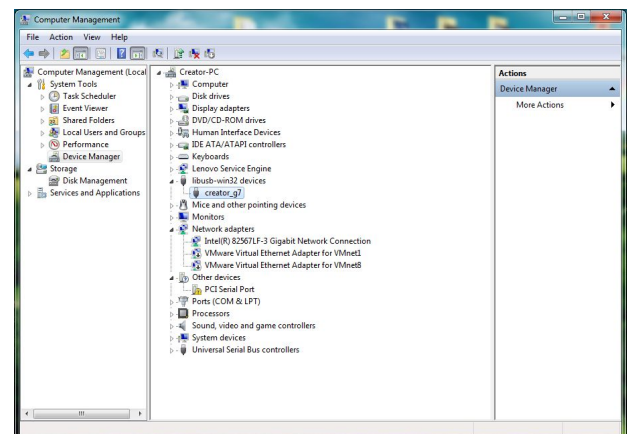 Computer Management
File Action View Help
Computer Management (Local
System Tools
Task Scheduler
Event Viewer
Shared Folders
Local Users and Groups
Performance
Device Manager
Storage
Disk Management
Services and Applications
Creator-PC
Computer
Disk drives
Display adapters
DVD/CD-ROM drives
Human Interface Devices
IDE ATA/ATAPI controllers
Keyboards
Lenovo Service Engine
libusb-win32 devices
creator_g7
Mice and other pointing devices
Monitors
Network adapters
Intel(R) 82567LF-3 Gigabit Network Connection
VMware Virtual Ethernet Adapter for VMnet1
VMware Virtual Ethernet Adapter for VMnet8
Other devices
PCI Serial Port
Ports (COM & LPT)
Processors
Sound, video and game controllers
System devices
Universal Serial Bus controllers
Actions
Device Manager
More Actions